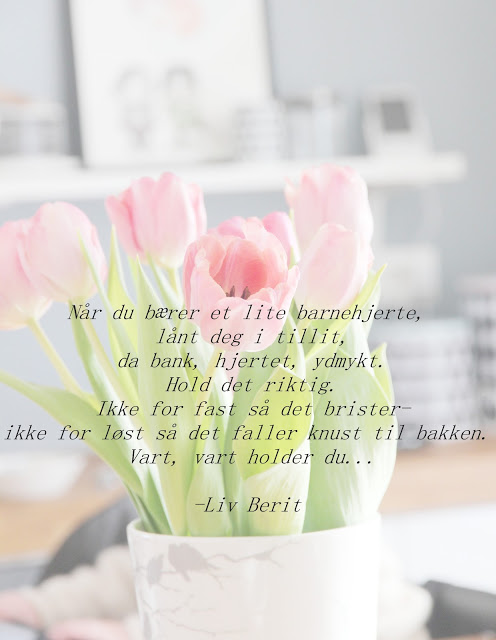 Når du bærer et lite barnehjerte,
lånt deg i tillit,
da bank, hjertet, ydmykt.
Hold det riktig.
Ikke for fast så det brister-
ikke for løst så det faller knust til bakken.
Vart, vart holder du...
-Liv Berit